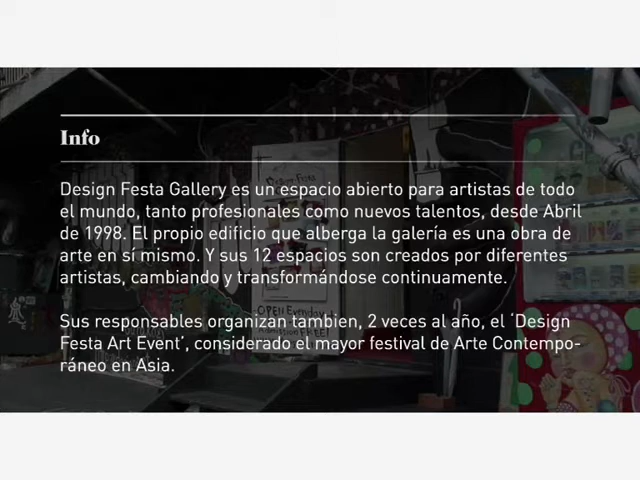 Info
Design Festa Gallery es un espacio abierto para artistas de todo
el mundo, tanto profesionales como nuevos talentos, desde Abril
de 1998. El propio edificio que alberga la galería es una obra de
arte en sí mismo. Y sus 12 espacios son creados por diferentes
artistas, cambiando y transformándose continuamente.
Sus responsables organizan tambien, 2 veces al año, el ‘Design
Festa Art Event’, considerado el mayor festival de Arte Contempo-
ráneo en Asia.